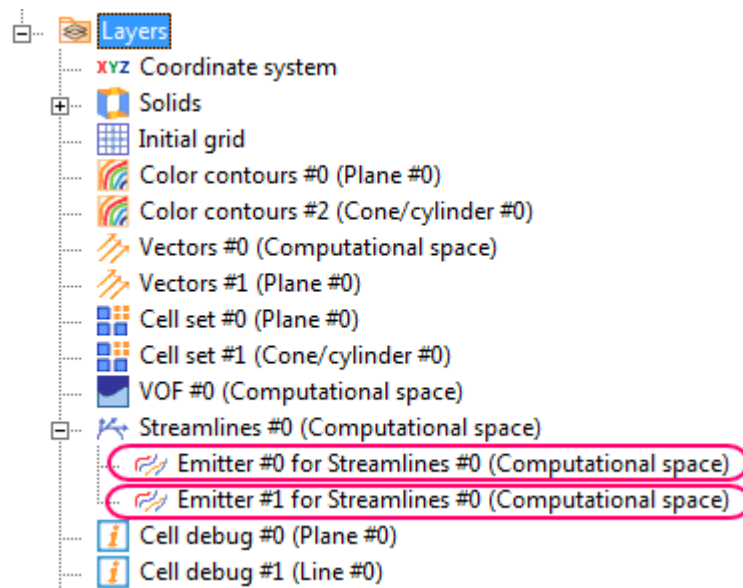 Layers
XYZ Coordinate system
Solids
Initial grid
Color contours #0 (Plane #0)
Color contours #2 (Cone/cylinder #0)
Vectors #0 (Computational space)
Vectors #1 (Plane #0)
Cell set #0 (Plane #0)
Cell set #1 (Cone/cylinder #0)
VOF #0 (Computational space)
Streamlines #0 (Computational space)
Emitter #0 for Streamlines #0 (Computational space)
Emitter #1 for Streamlines #0 (Computational space)
i Cell debug #0 (Plane #0)
i Cell debug #1 (Line #0)